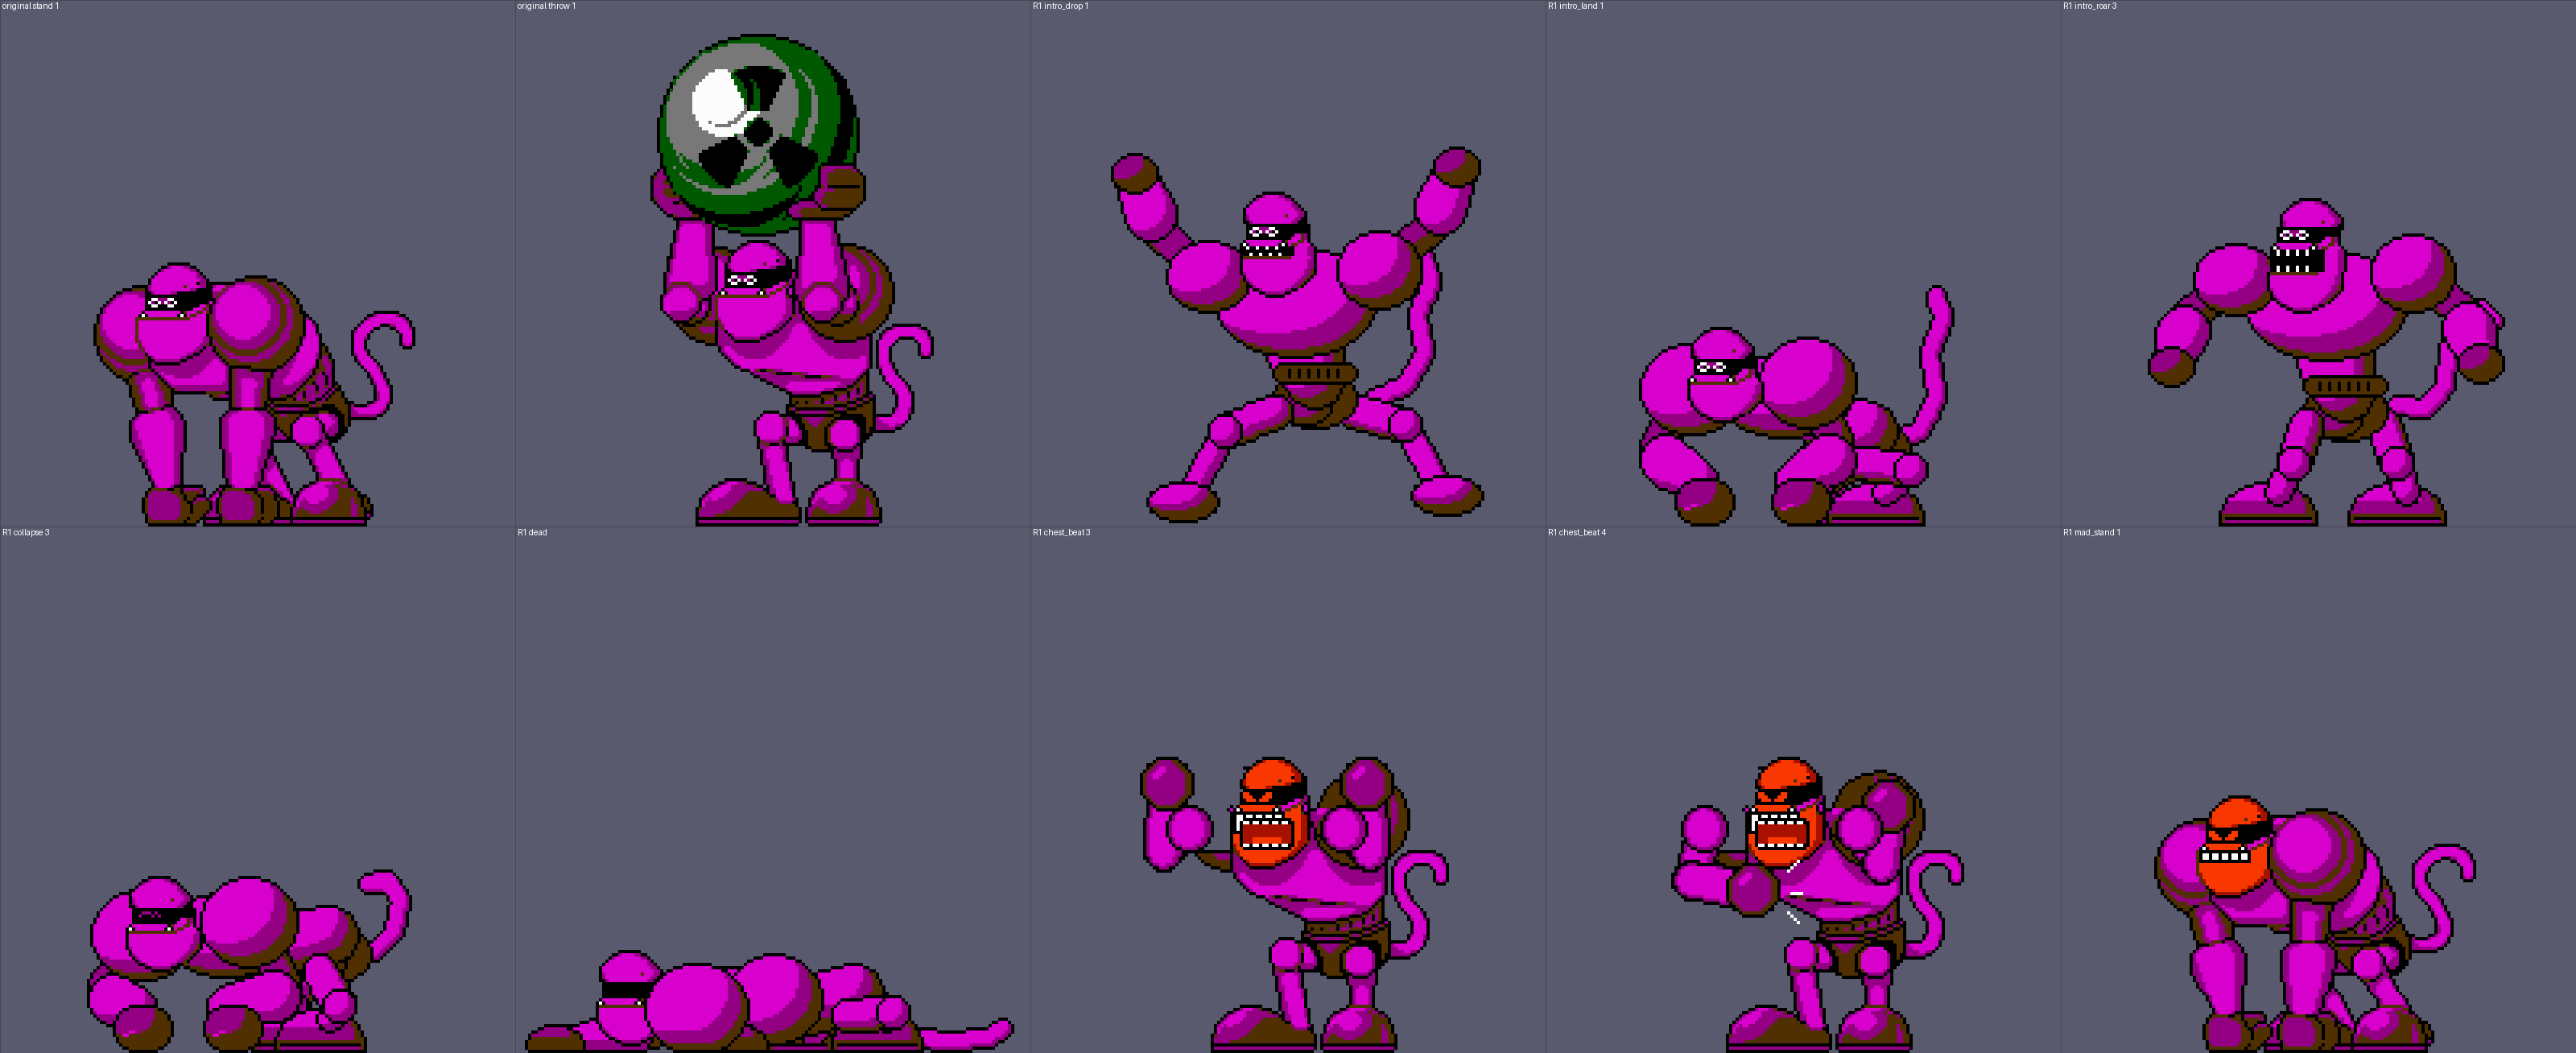 original stand 1
original throw 1
R1 intro_drop 1
R1 intro_land 1
R1 intro_roar 3
R1 collapse 3
R1 dead
R1 chest_beat 3
R1 chest_beat 4
R1 mad_stand 1